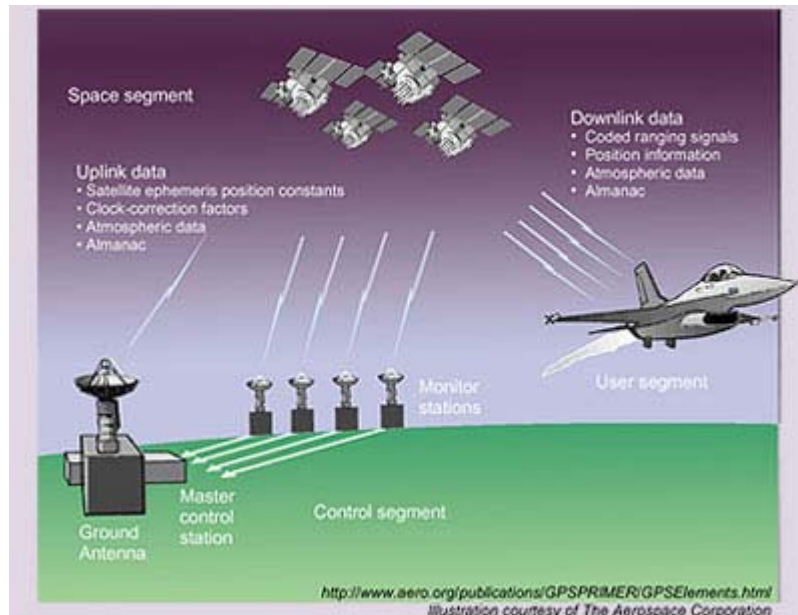 Space segment
Downlink data
• Coded ranging signals
• Position information
• Atmospheric data
• Almanac
Uplink data
• Satellite ephemeris position constants
• Clock-correction factors
• Atmospheric data
• Almanac
User segment
Monitor
stations
Master
control
station
Control segment
Ground
Antenna
http://www.aero.org/publications/GPSPRIMER/GPSElements.html
Illustration courtesy of The Aerospace Corporation